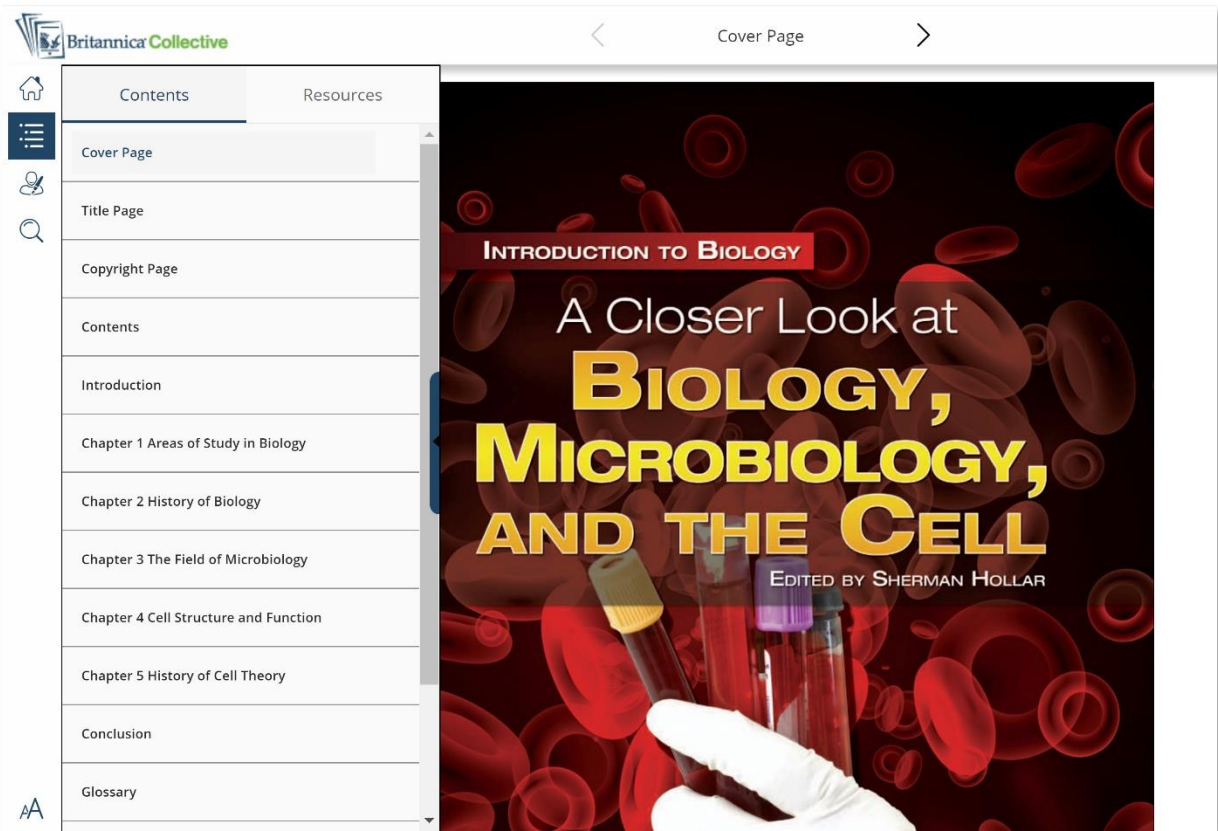 Britannica Collective
Cover Page
Contents
Resources
Cover Page
Title Page
Copyright Page
Contents
Introduction
Chapter 1 Areas of Study in Biology
Chapter 2 History of Biology
Chapter 3 The Field of Microbiology
Chapter 4 Cell Structure and Function
Chapter 5 History of Cell Theory
Conclusion
Glossary
AA
INTRODUCTION TO BIOLOGY
A Closer Look at
BIOLOGY,
MICROBIOLOGY,
AND THE CELL
EDITED BY SHERMAN HOLLAR